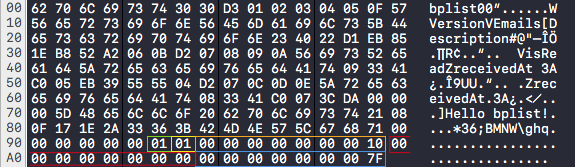 00 62 70 6C 69 73 74 30 30 D3 01 02 03 04 05 0F 57 bplist00“......W
10 56 65 72 73 69 6F 6E 56 45 6D 61 69 6C 73 5B 44 VersionVEmails[D
20 65 73 63 72 69 70 74 69 6F 6E 23 40 22 D1 EB 85 escription#@"—ÎÖ
30 1E B8 52 A2 06 0B D2 07 08 09 0A 56 69 73 52 65 .∏R¢..“.. VisRe
40 61 64 5A 72 65 63 65 69 76 65 64 41 74 09 33 41 adZreceivedAt 3A
50 C0 05 EB 39 55 55 04 D2 07 0C 0D 0E 5A 72 65 63 ¿.Î9UU.“....Zrec
60 65 69 76 65 64 41 74 08 33 41 C0 07 3C DA 00 00 eivedAt.3A¿.<⁄..
70 00 5D 48 65 6C 6C 6F 20 62 70 6C 69 73 74 21 08 .]Hello bplist!.
80 0F 17 1E 2A 33 36 3B 42 4D 4E 57 5C 67 68 71 00 ...*36;BMNW\ghq.
90 00 00 00 00 00 01 01 00 00 00 00 00 00 00 10 00 ................
A0 00 00 00 00 00 00 00 00 00 00 00 00 00 00 7F ...............